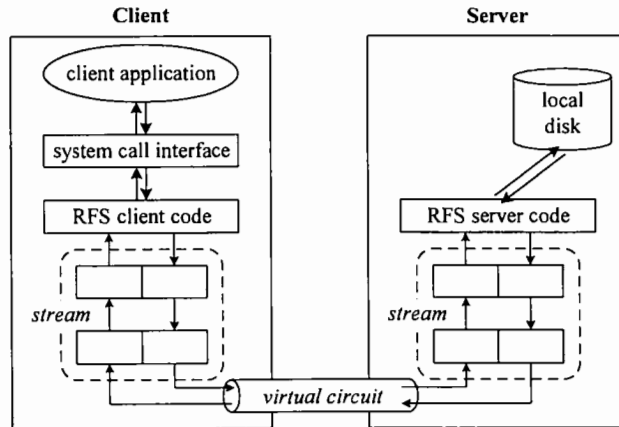 Client
Server
client application
system call interface
RFS client code
stream
local
disk
RFS server code
stream
virtual circuit